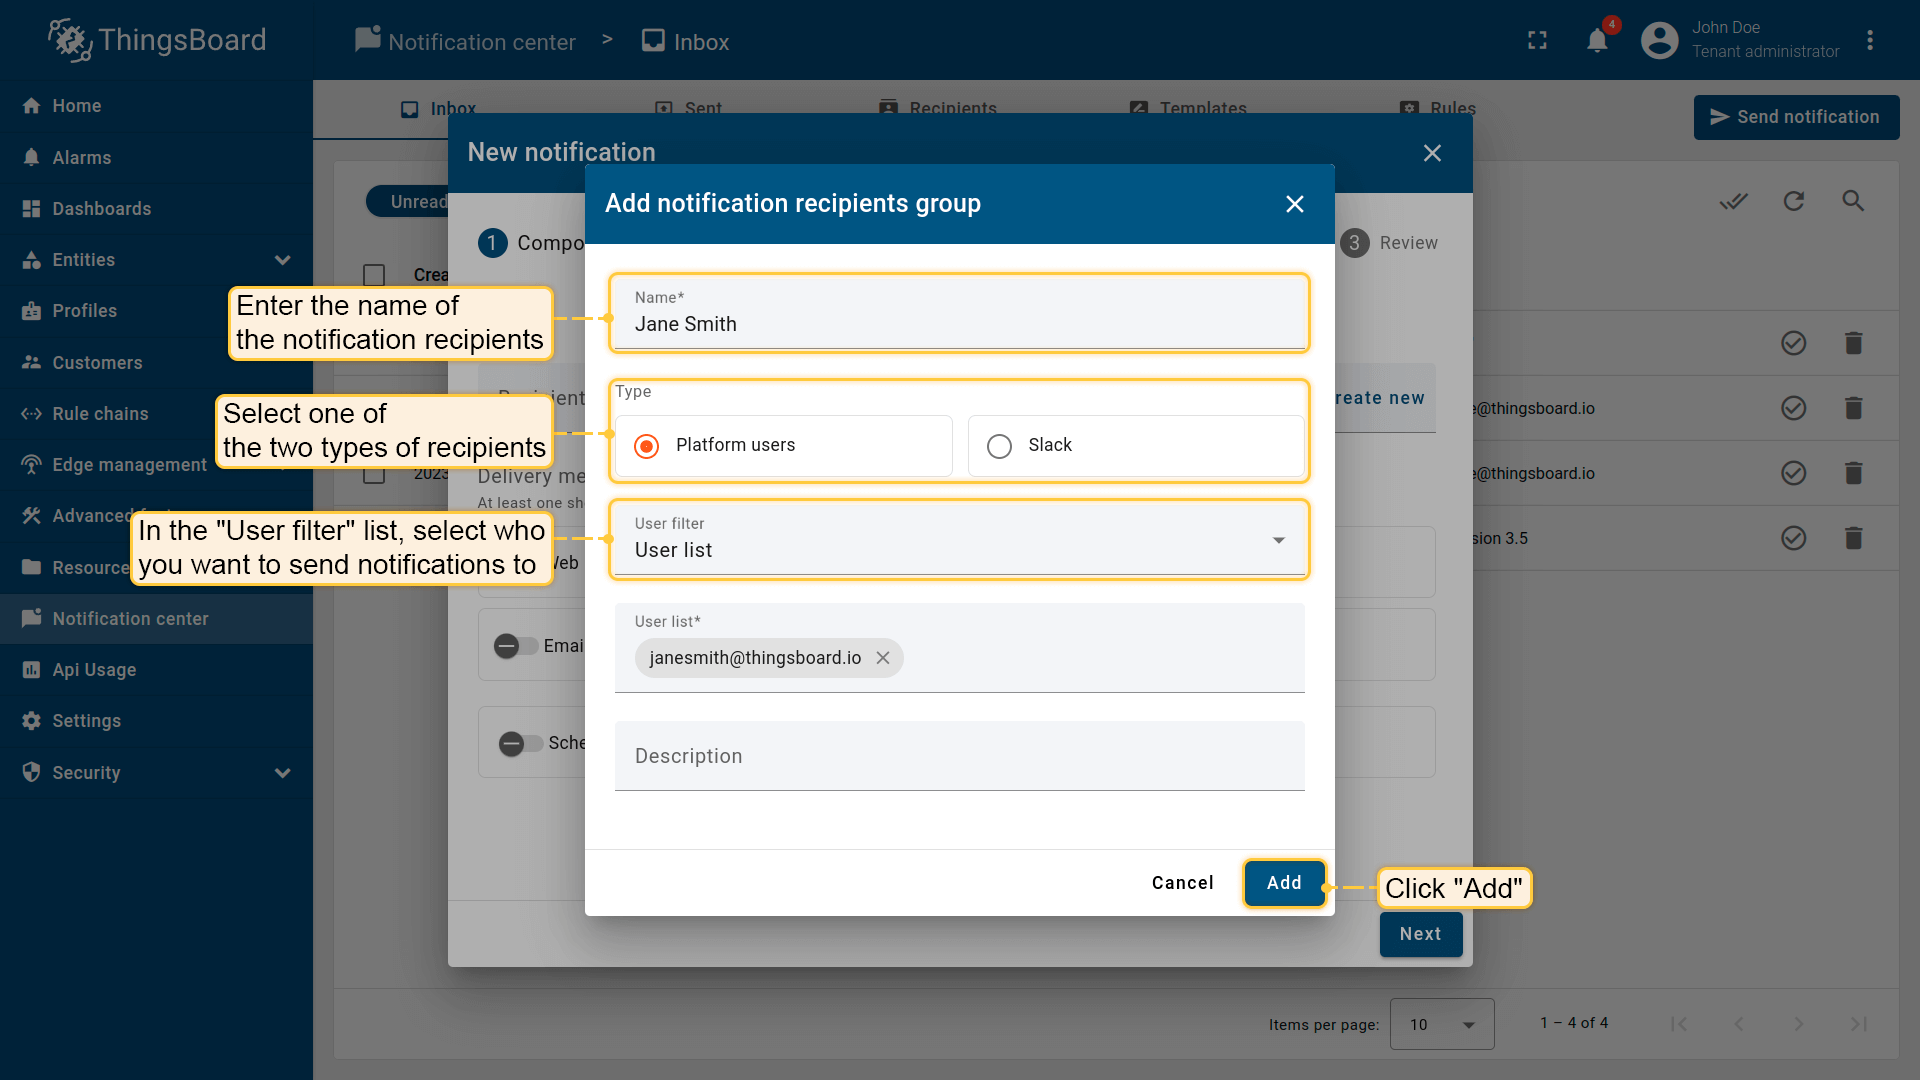 ThingsBoard
Notification center > Inbox
4
John Doe
Tenant administrator
Home
Alarms
Dashboards
Entities
Profiles
Customers
Rule chains
Edge management
Advanced
Resource
Notification center
Api Usage
Settings
Security
Inbox
Sent
Recipients
Templates
Rules
Send notification
Unread
New notification
1 Compo
3 Review
Crea
reate new
e@thingsboard.io
2023
e@thingsboard.io
sion 3.5
Delivery me
At least one sh
Web
Emai
Sche
Next
Add notification recipients group
Name*
Jane Smith
Type
Platform users
Slack
User filter
User list
User list*
janesmith@thingsboard.io
Description
Cancel
Add
Enter the name of
the notification recipients
Select one of
the two types of recipients
In the "User filter" list, select who
you want to send notifications to
Click "Add"
Items per page:
10
1 – 4 of 4